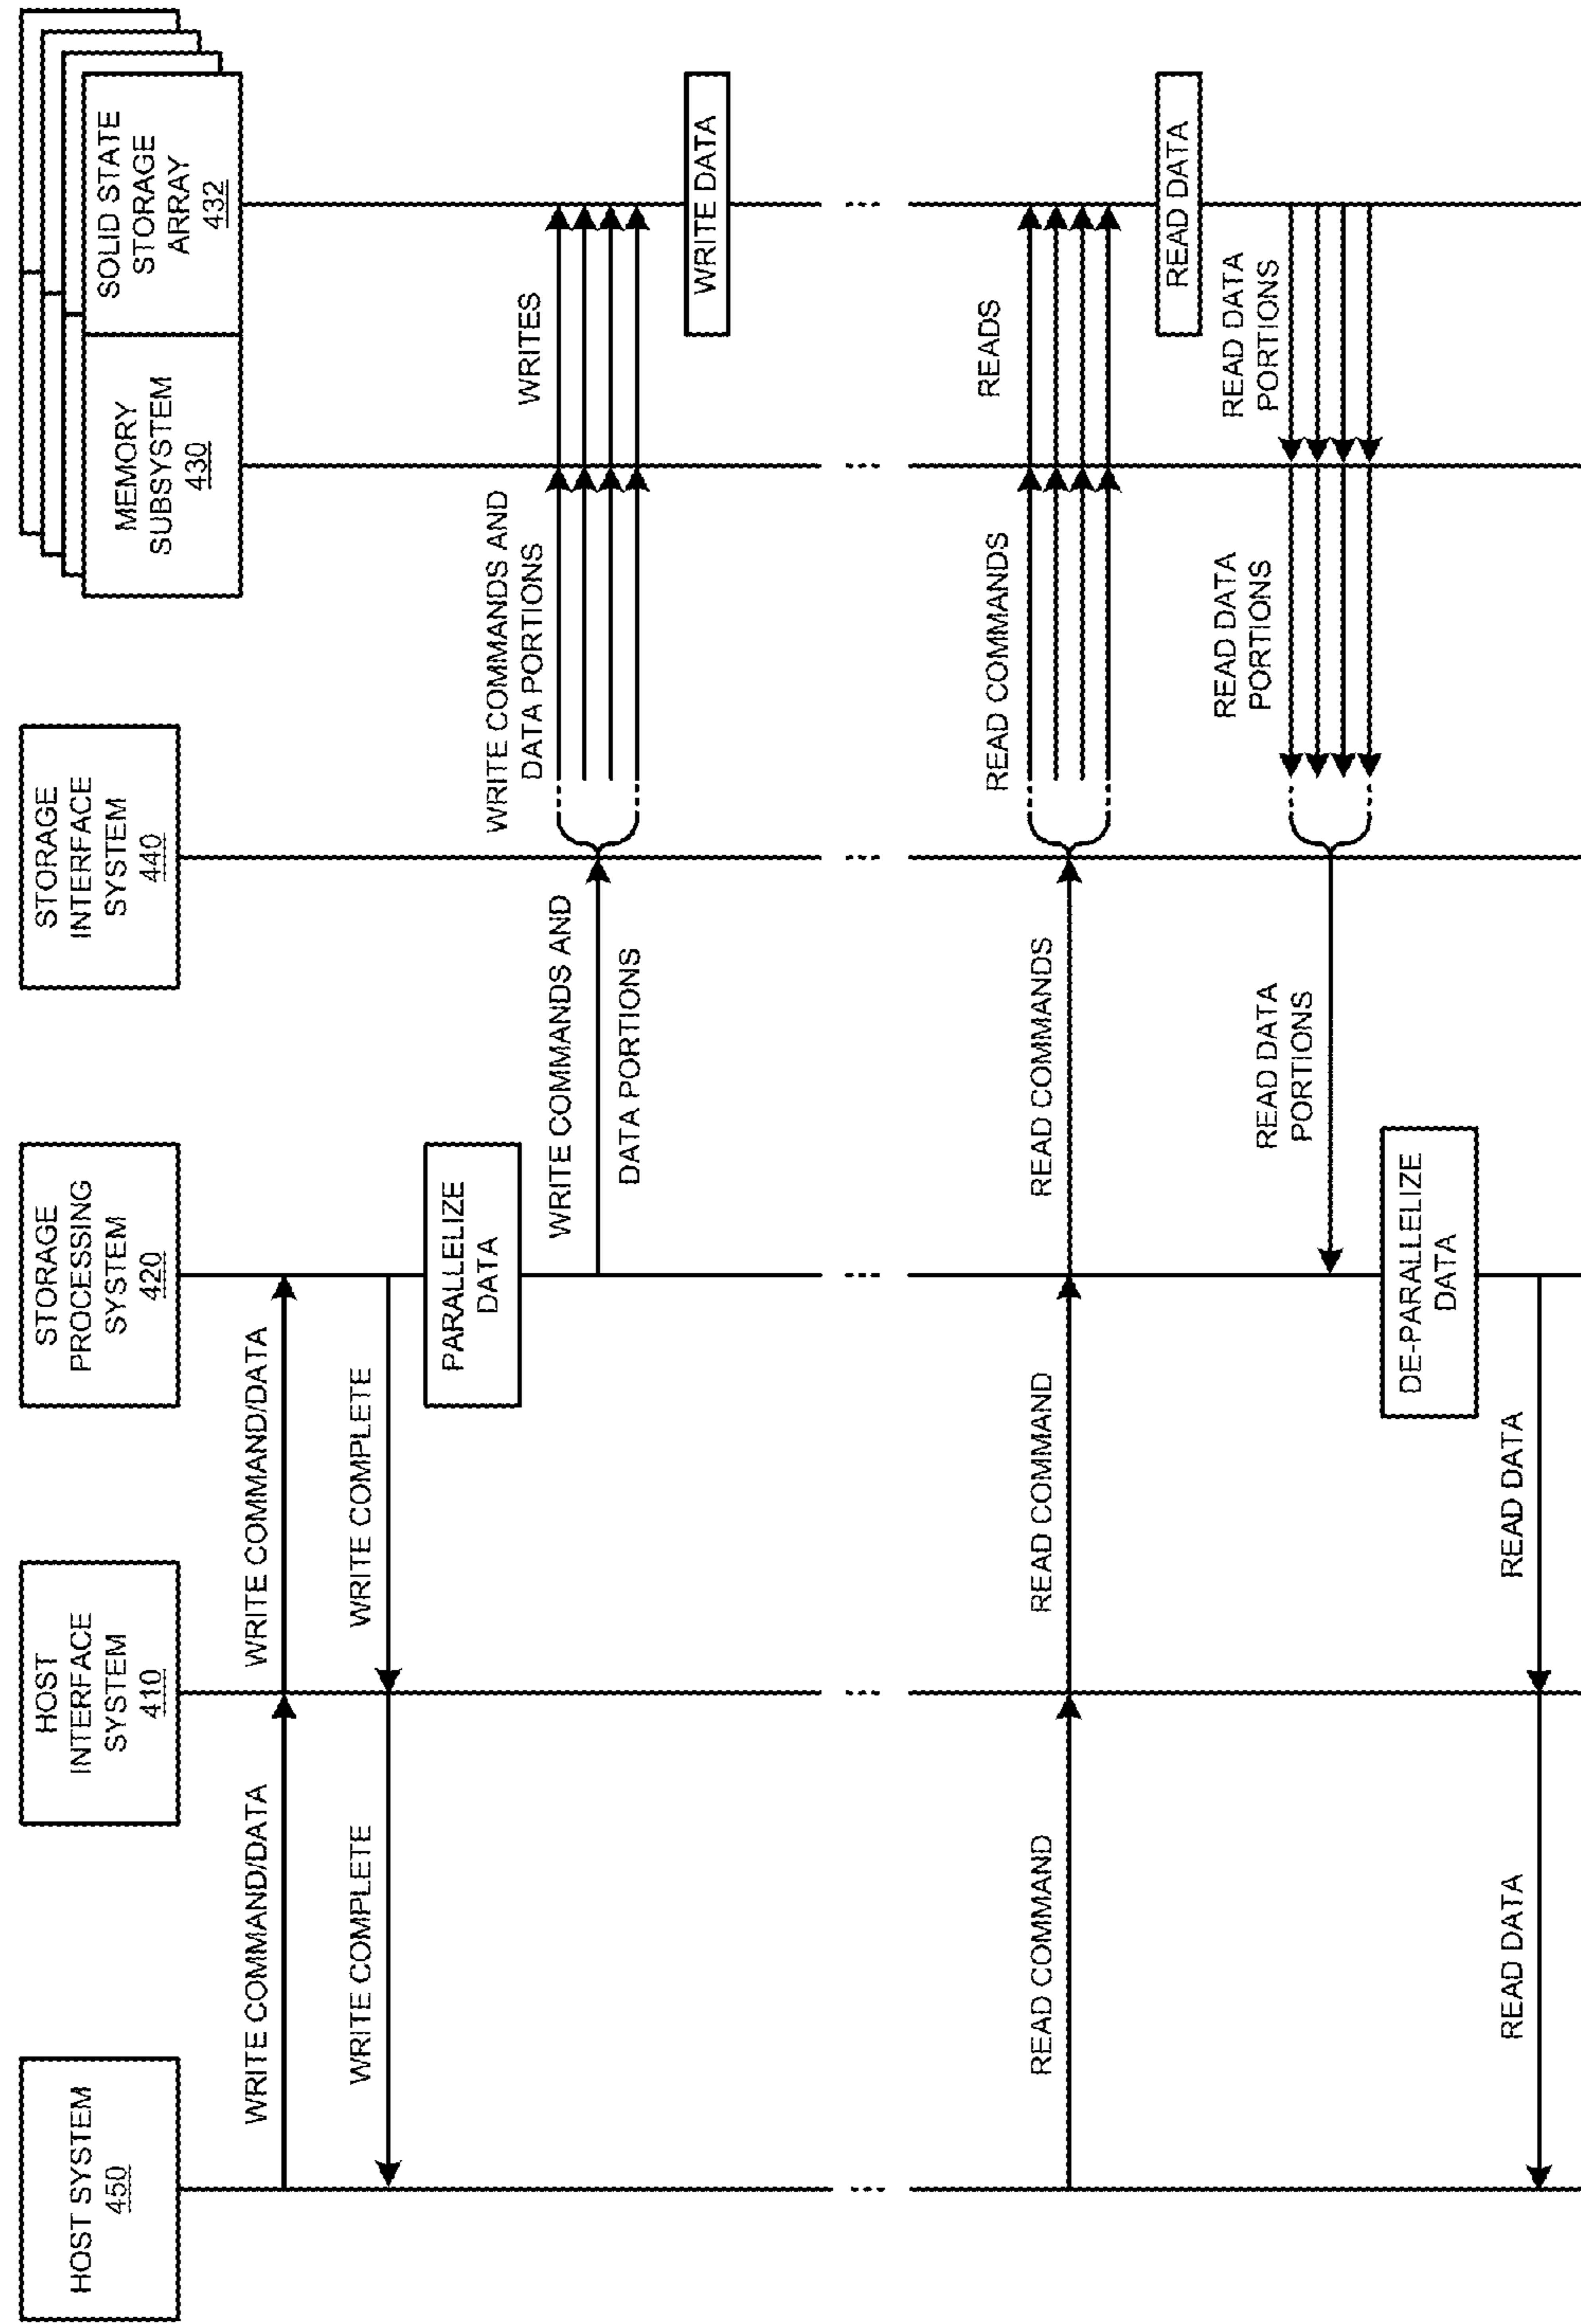 HOST SYSTEM
450
HOST
INTERFACE
SYSTEM
410
STORAGE
PROCESSING
SYSTEM
420
STORAGE
INTERFACE
SYSTEM
440
MEMORY
SUBSYSTEM
430
SOLID STATE
STORAGE
ARRAY
432
WRITE COMMAND/DATA
WRITE COMMAND/DATA
WRITE COMPLETE
WRITE COMPLETE
PARALLELIZE
DATA
WRITE COMMANDS AND
DATA PORTIONS
WRITE COMMANDS AND
DATA PORTIONS
WRITES
WRITE DATA
READ COMMAND
READ COMMAND
READ COMMANDS
READ COMMANDS
READS
READ DATA
READ DATA
PORTIONS
READ DATA
PORTIONS
READ DATA
PORTIONS
DE-PARALLELIZE
DATA
READ DATA
READ DATA